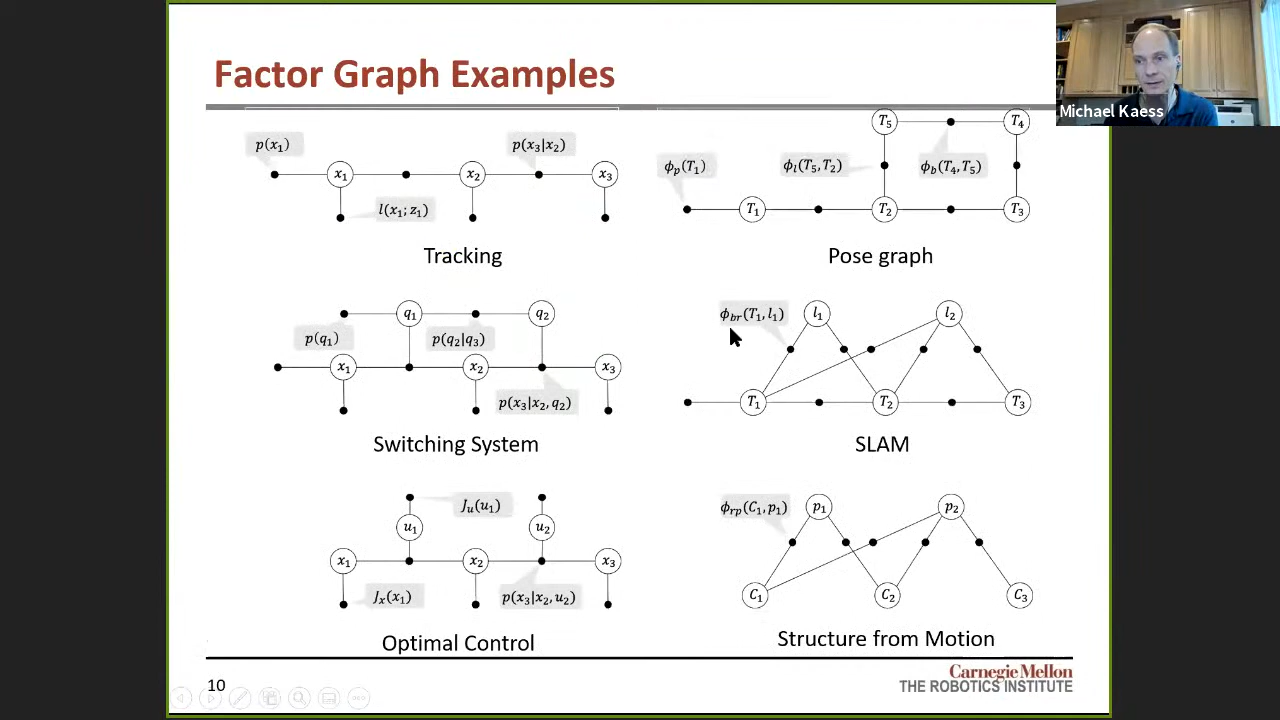 Factor Graph Examples
Michael Kaess
p(x₁)
p(x₃|x₂)
x₁
x₂
x₃
l(x₁; z₁)
Tracking
T₅
T₄
ϕₚ(T₁)
ϕₗ(T₅, T₂)
ϕ_b(T₄, T₅)
T₁
T₂
T₃
Pose graph
q₁
q₂
p(q₁)
p(q₂|q₃)
x₁
x₂
x₃
p(x₃|x₂, q₂)
Switching System
ϕ_br(T₁, l₁)
l₁
l₂
T₁
T₂
T₃
SLAM
J_u(u₁)
u₁
u₂
x₁
x₂
x₃
J_x(x₁)
p(x₃|x₂, u₂)
Optimal Control
ϕ_rp(C₁, p₁)
p₁
p₂
C₁
C₂
C₃
Structure from Motion
10
Carnegie Mellon
THE ROBOTICS INSTITUTE